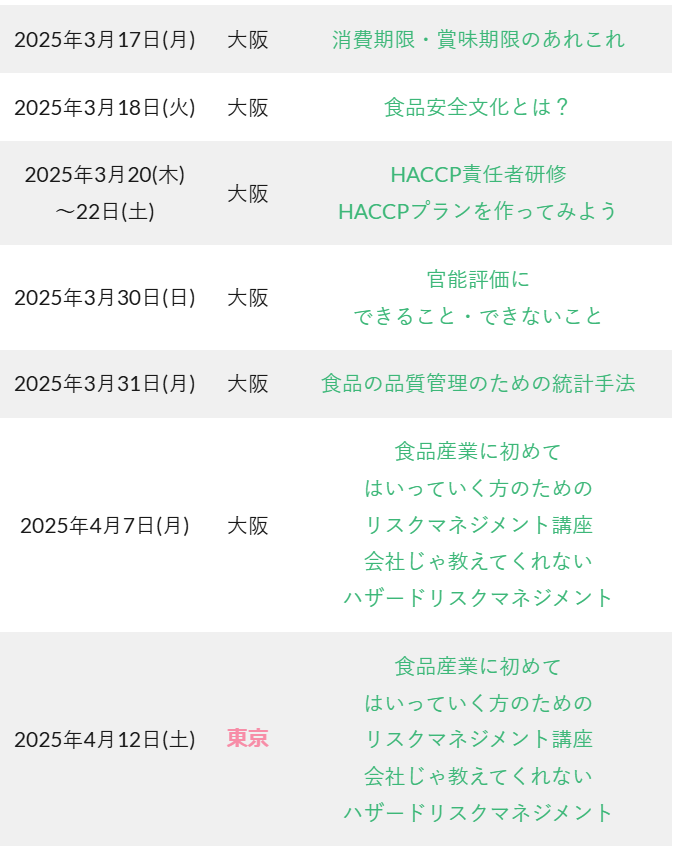 2025年3月17日(月) 大阪 消費期限・賞味期限のあれこれ
2025年3月18日(火) 大阪 食品安全文化とは？
2025年3月20(木)
〜22日(土)
大阪
HACCP責任者研修
HACCPプランを作ってみよう
2025年3月30日(日) 大阪
官能評価に
できること・できないこと
2025年3月31日(月) 大阪 食品の品質管理のための統計手法
2025年4月7日(月) 大阪
食品産業に初めて
はいっていく方のための
リスクマネジメント講座
会社じゃ教えてくれない
ハザードリスクマネジメント
2025年4月12日(土) 東京
食品産業に初めて
はいっていく方のための
リスクマネジメント講座
会社じゃ教えてくれない
ハザードリスクマネジメント